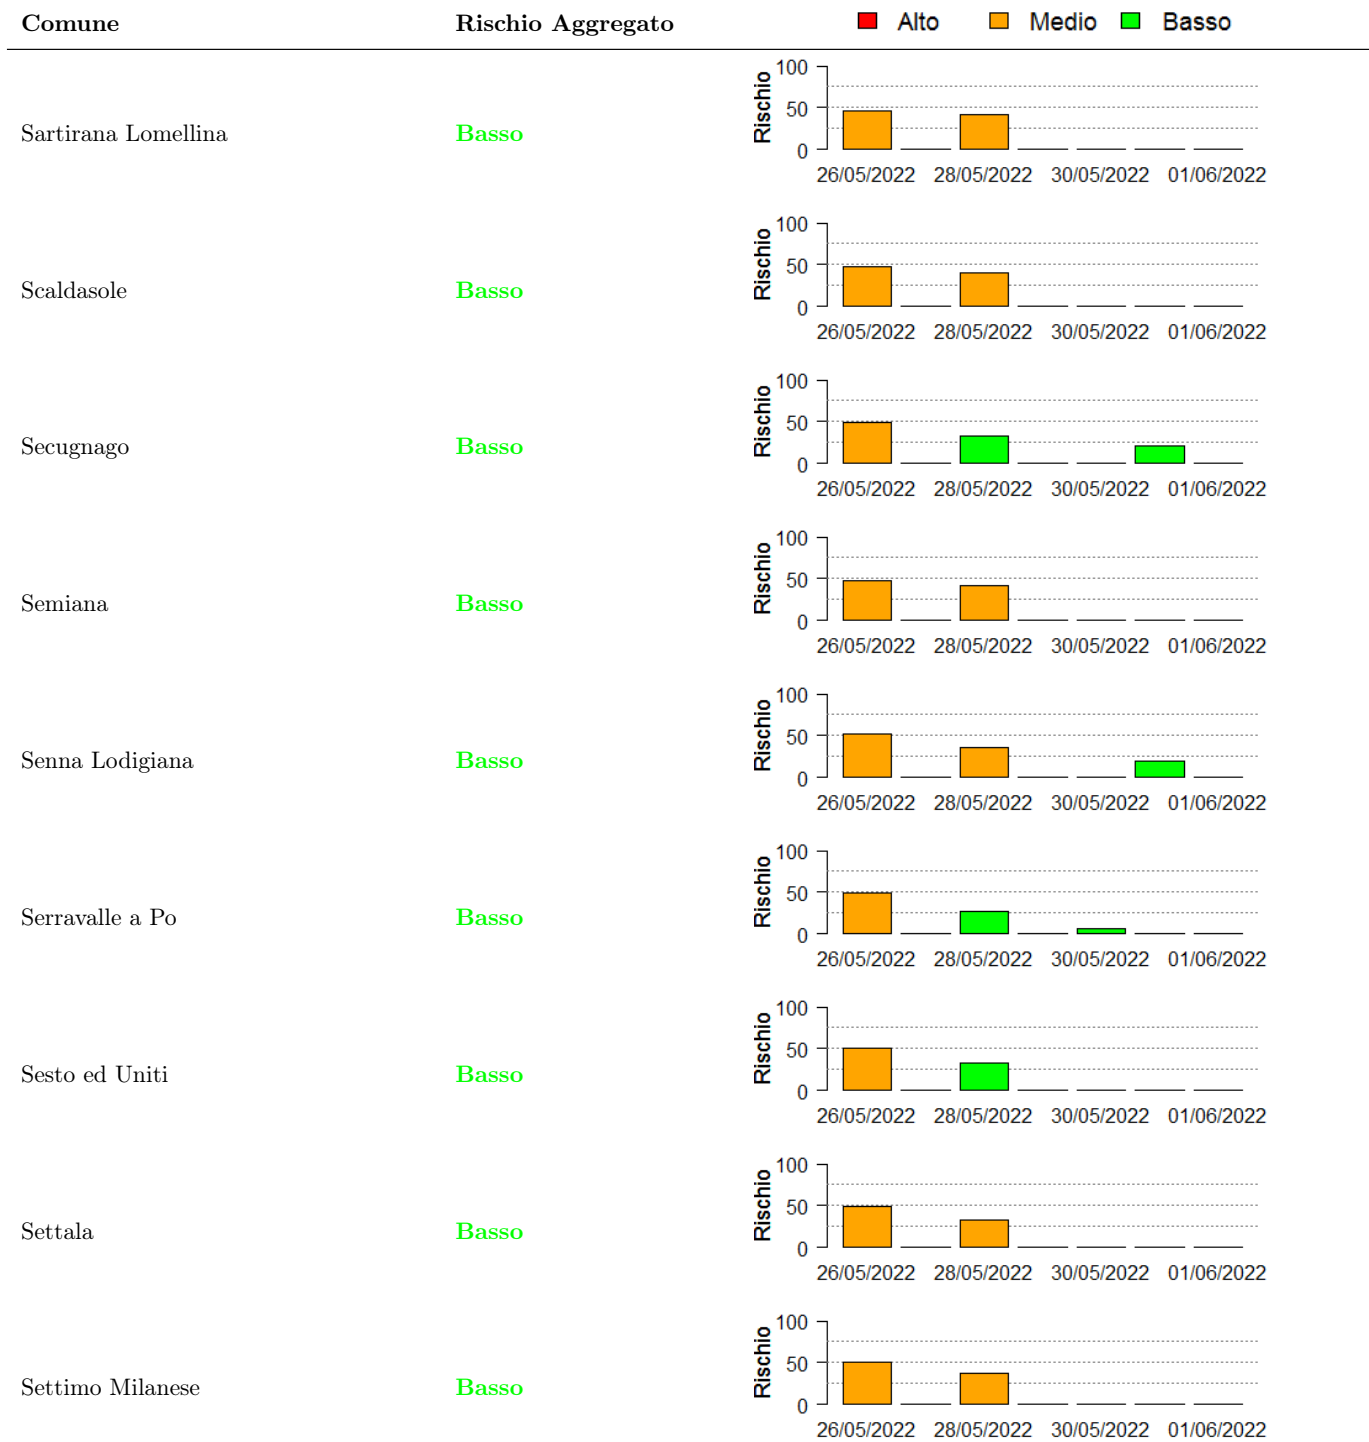 Comune Rischio Aggregato Alto Medio Basso
100
50
0
Rischio
Sartirana Lomellina Basso
26/05/2022 28/05/2022 30/05/2022 01/06/2022
100
50
0
Rischio
Scaldasole Basso
26/05/2022 28/05/2022 30/05/2022 01/06/2022
100
50
0
Rischio
Secugnago Basso
26/05/2022 28/05/2022 30/05/2022 01/06/2022
100
50
0
Rischio
Semiana Basso
26/05/2022 28/05/2022 30/05/2022 01/06/2022
100
50
0
Rischio
Senna Lodigiana Basso
26/05/2022 28/05/2022 30/05/2022 01/06/2022
100
50
0
Rischio
Serravalle a Po Basso
26/05/2022 28/05/2022 30/05/2022 01/06/2022
100
50
0
Rischio
Sesto ed Uniti Basso
26/05/2022 28/05/2022 30/05/2022 01/06/2022
100
50
0
Rischio
Settala Basso
26/05/2022 28/05/2022 30/05/2022 01/06/2022
100
50
0
Rischio
Settimo Milanese Basso
26/05/2022 28/05/2022 30/05/2022 01/06/2022